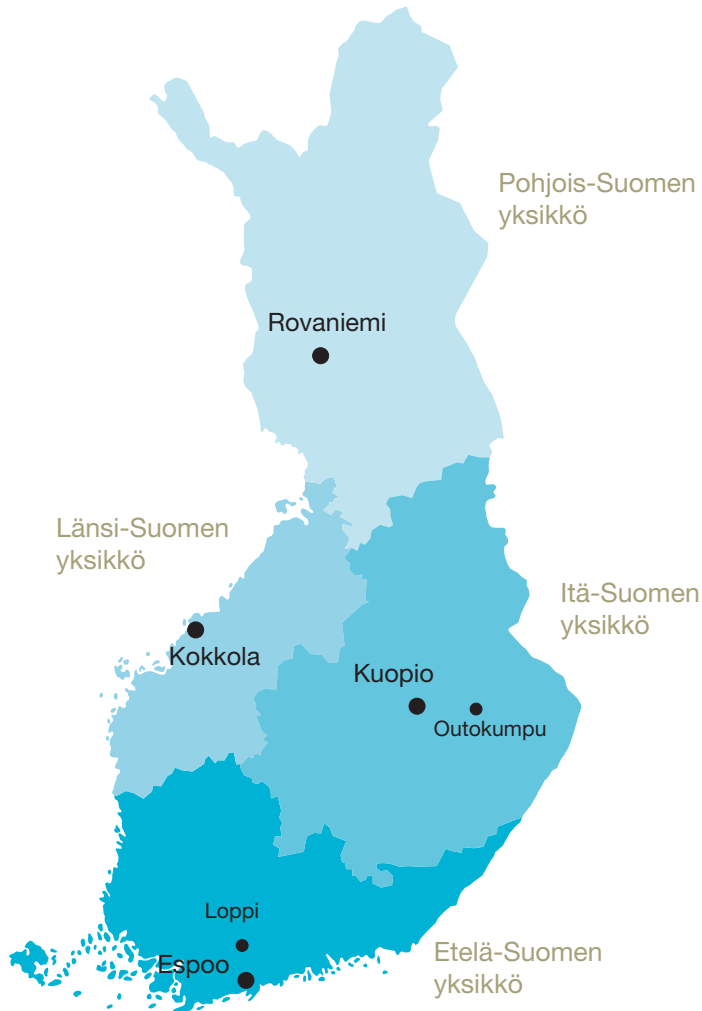 Pohjois-Suomen
yksikkö
Rovaniemi
Länsi-Suomen
yksikkö
Itä-Suomen
yksikkö
Kokkola
Kuopio
Outokumpu
Loppi
Espoo
Etelä-Suomen
yksikkö